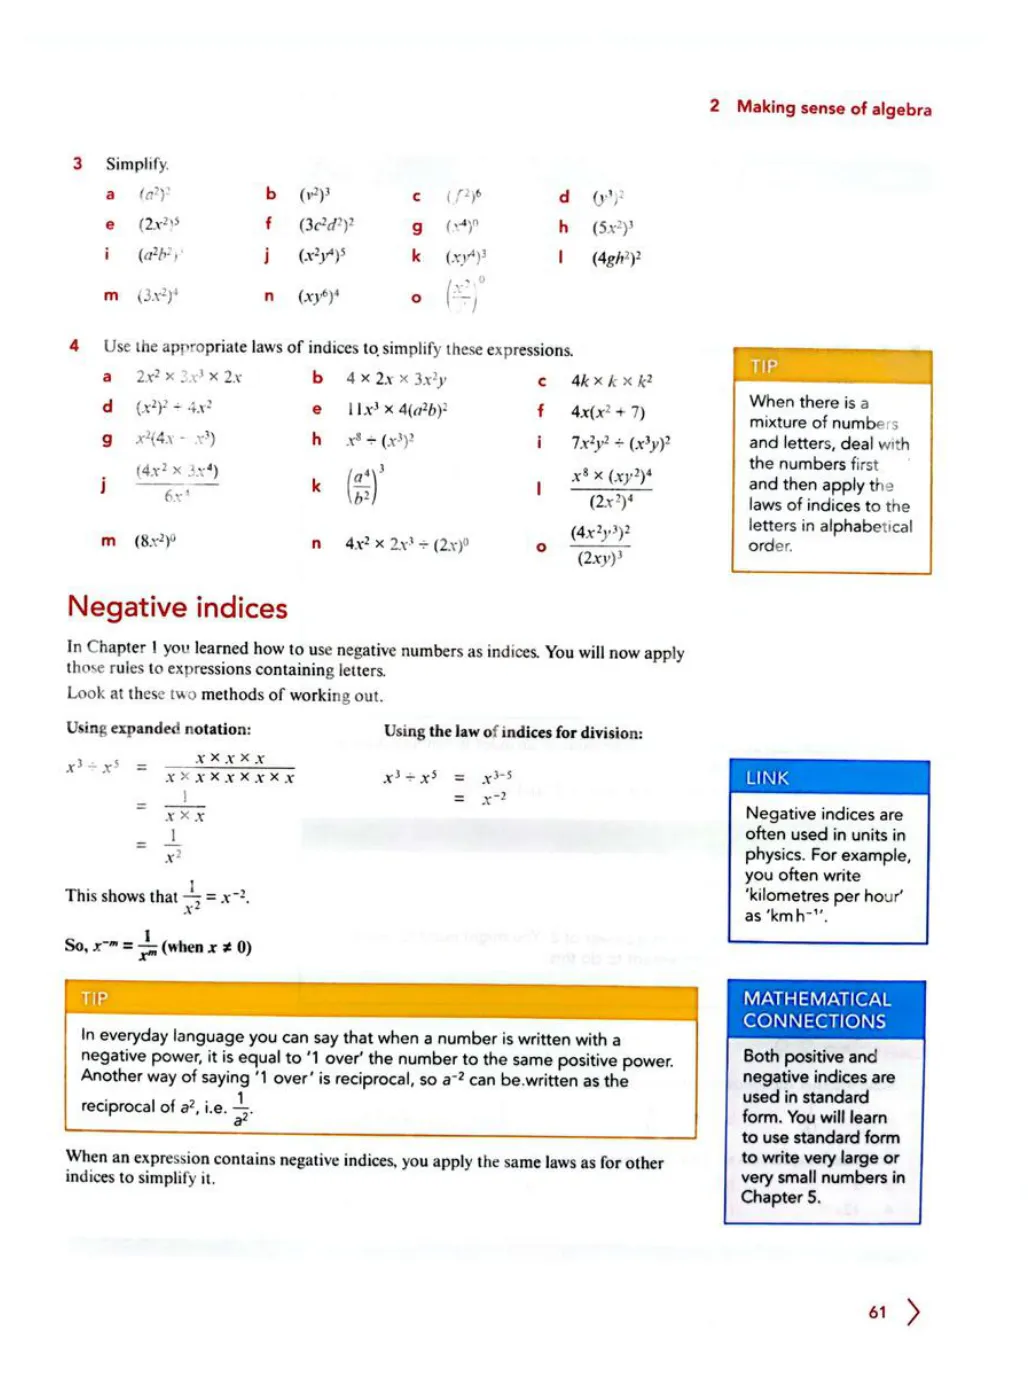 2 Making sense of algebra
3 Simplify.
a (a²)² b (v²)³ c (f²)⁶ d (y³)²
e (2x²)⁵ f (3c²d²)² g (x⁴)⁰ h (5x²)³
i (a²b²) j (x²y⁴)⁵ k (xy⁴)³ l (4gh²)²
m (3x²)⁴ n (xy⁶)⁴ o
4 Use the appropriate laws of indices to simplify these expressions.
a 2x² × 3x³ × 2x b 4 × 2x × 3x²y c 4k × k × k²
d (x²)² ÷ 4x² e 11x³ × 4(a²b)² f 4x(x² + 7)
g x²(4x − x³) h x⁸ ÷ (x³)² i 7x²y² ÷ (x³y)²
j (4x² × 3x⁴) / 6x⁴ k (a⁴/b²)³ l x⁸ × (xy²)⁴ / (2x²)⁴
m (8x²)⁰ n 4x² × 2x³ ÷ (2x)⁰ o (4x²y³)² / (2xy)³
TIP
When there is a
mixture of numbers
and letters, deal with
the numbers first
and then apply the
laws of indices to the
letters in alphabetical
order.
Negative indices
In Chapter 1 you learned how to use negative numbers as indices. You will now apply
those rules to expressions containing letters.
Look at these two methods of working out.
Using expanded notation: Using the law of indices for division:
x³ ÷ x⁵ = x × x × x / x × x × x × x × x x³ ÷ x⁵ = x³⁻⁵
= 1 / x × x = x⁻²
= 1 / x²
This shows that 1/x² = x⁻².
So, x⁻ᵐ = 1/xᵐ (when x ≠ 0)
LINK
Negative indices are
often used in units in
physics. For example,
you often write
'kilometres per hour'
as 'km h⁻¹'.
TIP
In everyday language you can say that when a number is written with a
negative power, it is equal to '1 over' the number to the same positive power.
Another way of saying '1 over' is reciprocal, so a⁻² can be.written as the
reciprocal of a², i.e. 1/a².
When an expression contains negative indices, you apply the same laws as for other
indices to simplify it.
MATHEMATICAL
CONNECTIONS
Both positive and
negative indices are
used in standard
form. You will learn
to use standard form
to write very large or
very small numbers in
Chapter 5.
61